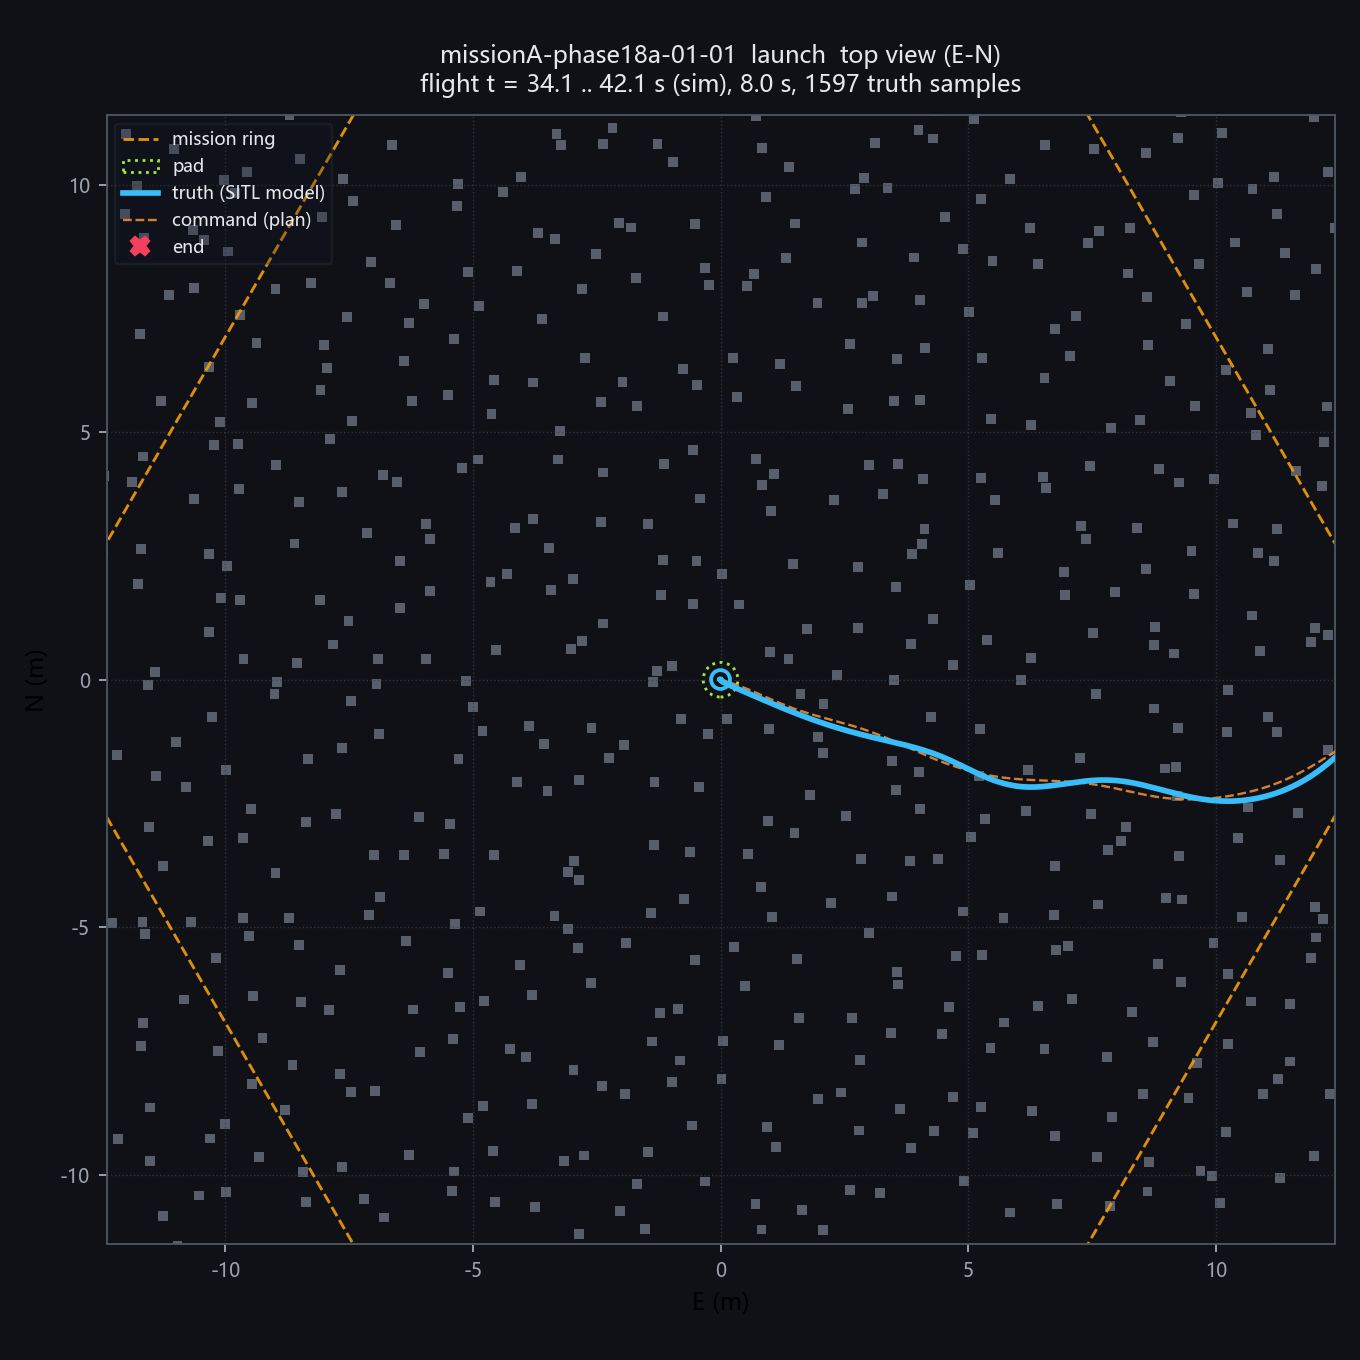 missionA-phase18a-01-01  launch  top view (E-N)
flight t = 34.1 .. 42.1 s (sim), 8.0 s, 1597 truth samples
mission ring
pad
truth (SITL model)
command (plan)
end
10
5
0
-5
-10
N (m)
-10
-5
0
5
10
E (m)